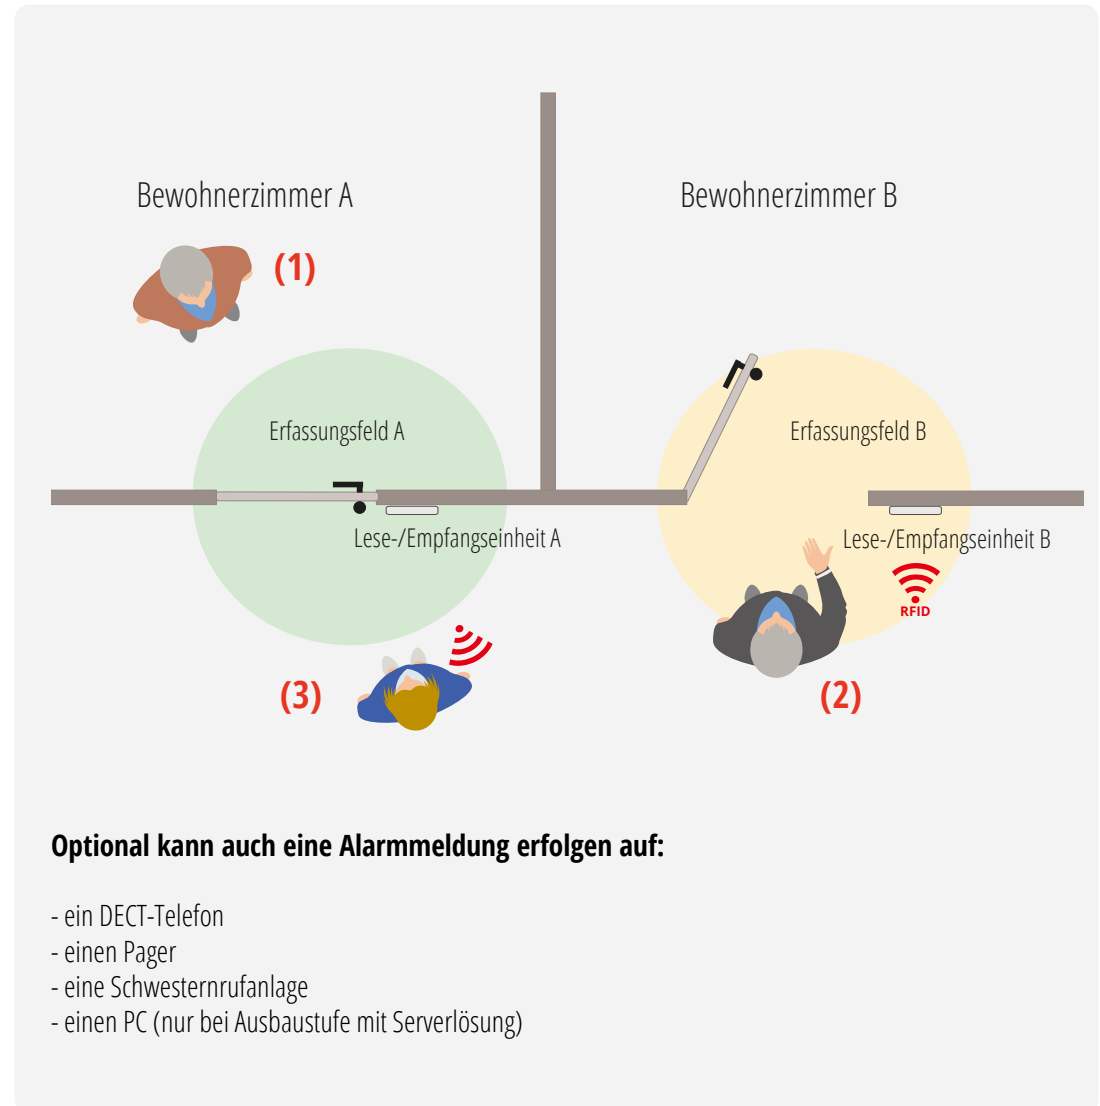 Bewohnerzimmer A
Bewohnerzimmer B
(1)
Erfassungsfeld A
Erfassungsfeld B
Lese-/Empfangseinheit A
Lese-/Empfangseinheit B
RFID
(3)
(2)
Optional kann auch eine Alarmmeldung erfolgen auf:
- ein DECT-Telefon
- einen Pager
- eine Schwesternrufanlage
- einen PC (nur bei Ausbaustufe mit Serverlösung)